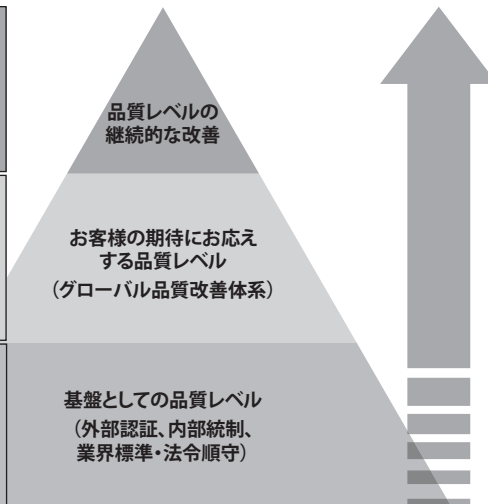 品質レベルの
継続的な改善
お客様の期待にお応え
する品質レベル
（グローバル品質改善体系）
基盤としての品質レベル
（外部認証、内部統制、
業界標準・法令順守）